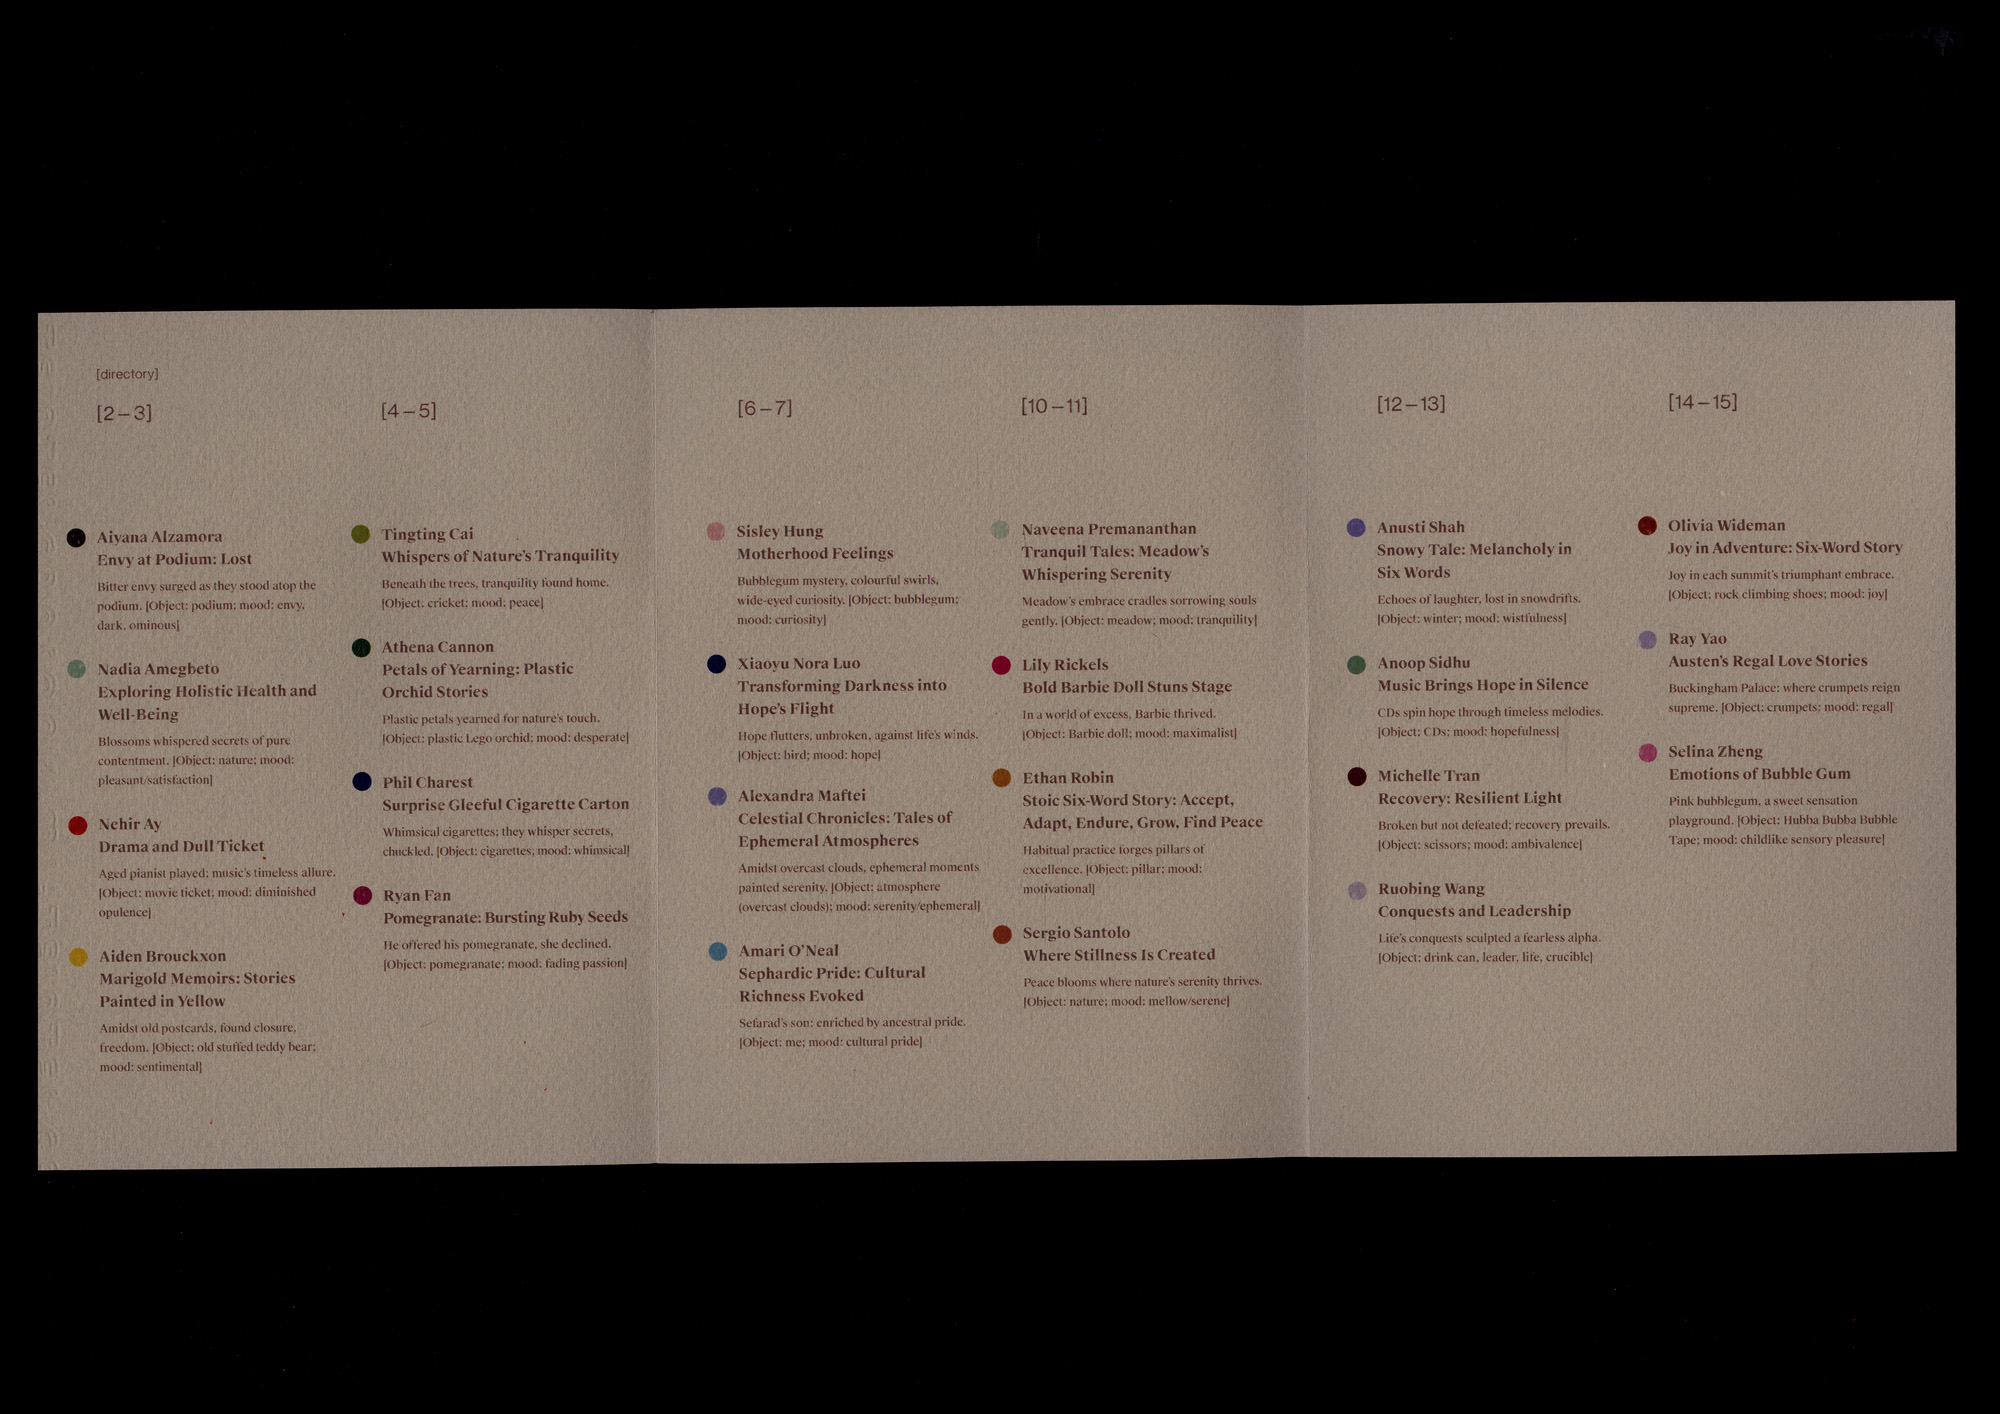 [directory]
[2–3]
Aiyana Alzamora
Envy at Podium: Lost
Bitter envy surged as they stood atop the
podium. [Object: podium; mood: envy,
dark, ominous]
Nadia Amegbeto
Exploring Holistic Health and
Well-Being
Blossoms whispered secrets of pure
contentment. [Object: nature; mood:
pleasant/satisfaction]
Nehir Ay
Drama and Dull Ticket
Aged pianist played; music's timeless allure.
[Object: movie ticket; mood: diminished
opulence]
Aiden Brouckxon
Marigold Memoirs: Stories
Painted in Yellow
Amidst old postcards, found closure,
freedom. [Object: old stuffed teddy bear;
mood: sentimental]
[4–5]
Tingting Cai
Whispers of Nature's Tranquility
Beneath the trees, tranquility found home.
[Object: cricket; mood: peace]
Athena Cannon
Petals of Yearning: Plastic
Orchid Stories
Plastic petals yearned for nature's touch.
[Object: plastic Lego orchid; mood: desperate]
Phil Charest
Surprise Gleeful Cigarette Carton
Whimsical cigarettes; they whisper secrets,
chuckled. [Object: cigarettes; mood: whimsical]
Ryan Fan
Pomegranate: Bursting Ruby Seeds
He offered his pomegranate, she declined.
[Object: pomegranate; mood: fading passion]
[6–7]
Sisley Hung
Motherhood Feelings
Bubblegum mystery, colourful swirls,
wide-eyed curiosity. [Object: bubblegum;
mood: curiosity]
Xiaoyu Nora Luo
Transforming Darkness into
Hope's Flight
Hope flutters, unbroken, against life's winds.
[Object: bird; mood: hope]
Alexandra Maftei
Celestial Chronicles: Tales of
Ephemeral Atmospheres
Amidst overcast clouds, ephemeral moments
painted serenity. [Object: atmosphere
(overcast clouds); mood: serenity/ephemeral]
Amari O'Neal
Sephardic Pride: Cultural
Richness Evoked
Sefarad's son: enriched by ancestral pride.
[Object: me; mood: cultural pride]
[10–11]
Naveena Premananthan
Tranquil Tales: Meadow's
Whispering Serenity
Meadow's embrace cradles sorrowing souls
gently. [Object: meadow; mood: tranquility]
Lily Rickels
Bold Barbie Doll Stuns Stage
In a world of excess, Barbie thrived.
[Object: Barbie doll; mood: maximalist]
Ethan Robin
Stoic Six-Word Story: Accept,
Adapt, Endure, Grow, Find Peace
Habitual practice forges pillars of
excellence. [Object: pillar; mood:
motivational]
Sergio Santolo
Where Stillness Is Created
Peace blooms where nature's serenity thrives.
[Object: nature; mood: mellow/serene]
[12–13]
Anusti Shah
Snowy Tale: Melancholy in
Six Words
Echoes of laughter, lost in snowdrifts.
[Object: winter; mood: wistfulness]
Anoop Sidhu
Music Brings Hope in Silence
CDs spin hope through timeless melodies.
[Object: CDs; mood: hopefulness]
Michelle Tran
Recovery: Resilient Light
Broken but not defeated; recovery prevails.
[Object: scissors; mood: ambivalence]
Ruobing Wang
Conquests and Leadership
Life's conquests sculpted a fearless alpha.
[Object: drink can, leader, life, crucible]
[14–15]
Olivia Wideman
Joy in Adventure: Six-Word Story
Joy in each summit's triumphant embrace.
[Object: rock climbing shoes; mood: joy]
Ray Yao
Austen's Regal Love Stories
Buckingham Palace: where crumpets reign
supreme. [Object: crumpets; mood: regal]
Selina Zheng
Emotions of Bubble Gum
Pink bubblegum, a sweet sensation
playground. [Object: Hubba Bubba Bubble
Tape; mood: childlike sensory pleasure]